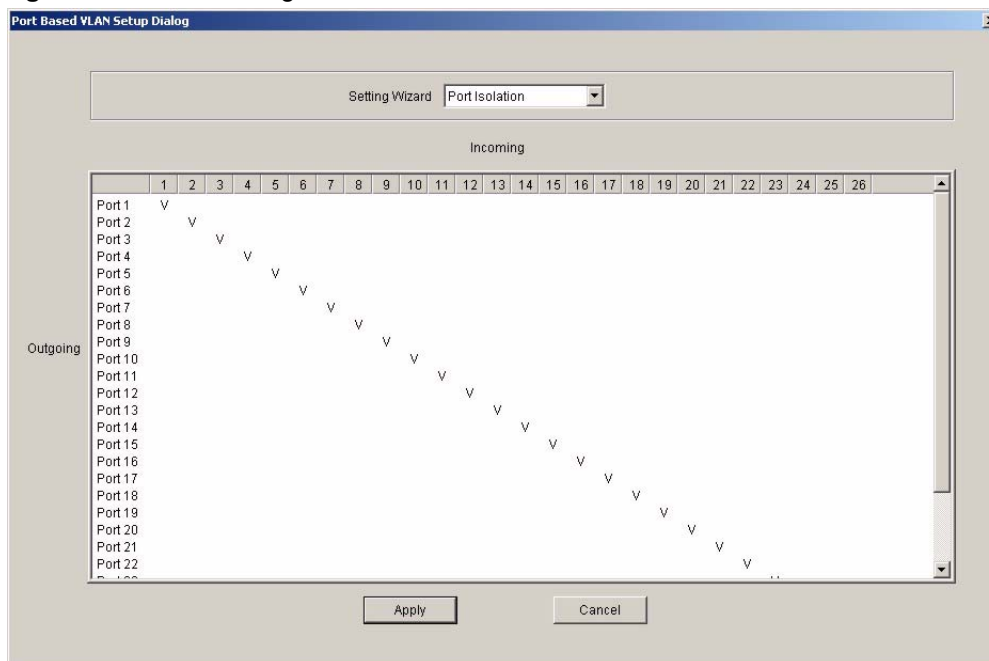 Port Based VLAN Setup Dialog
Setting Wizard Port Isolation
Incoming
1 2 3 4 5 6 7 8 9 10 11 12 13 14 15 16 17 18 19 20 21 22 23 24 25 26
Port 1 V
Port 2 V
Port 3 V
Port 4 V
Port 5 V
Port 6 V
Port 7 V
Port 8 V
Port 9 V
Outgoing
Port 10 V
Port 11 V
Port 12 V
Port 13 V
Port 14 V
Port 15 V
Port 16 V
Port 17 V
Port 18 V
Port 19 V
Port 20 V
Port 21 V
Port 22 V
Apply Cancel